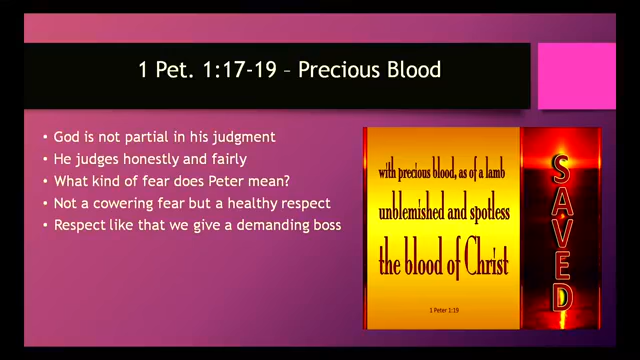 1 Pet. 1:17-19 – Precious Blood
• God is not partial in his judgment
• He judges honestly and fairly
• What kind of fear does Peter mean?
• Not a cowering fear but a healthy respect
• Respect like that we give a demanding boss
with precious blood, as of a lamb
unblemished and spotless
the blood of Christ
1 Peter 1:19
SAVED